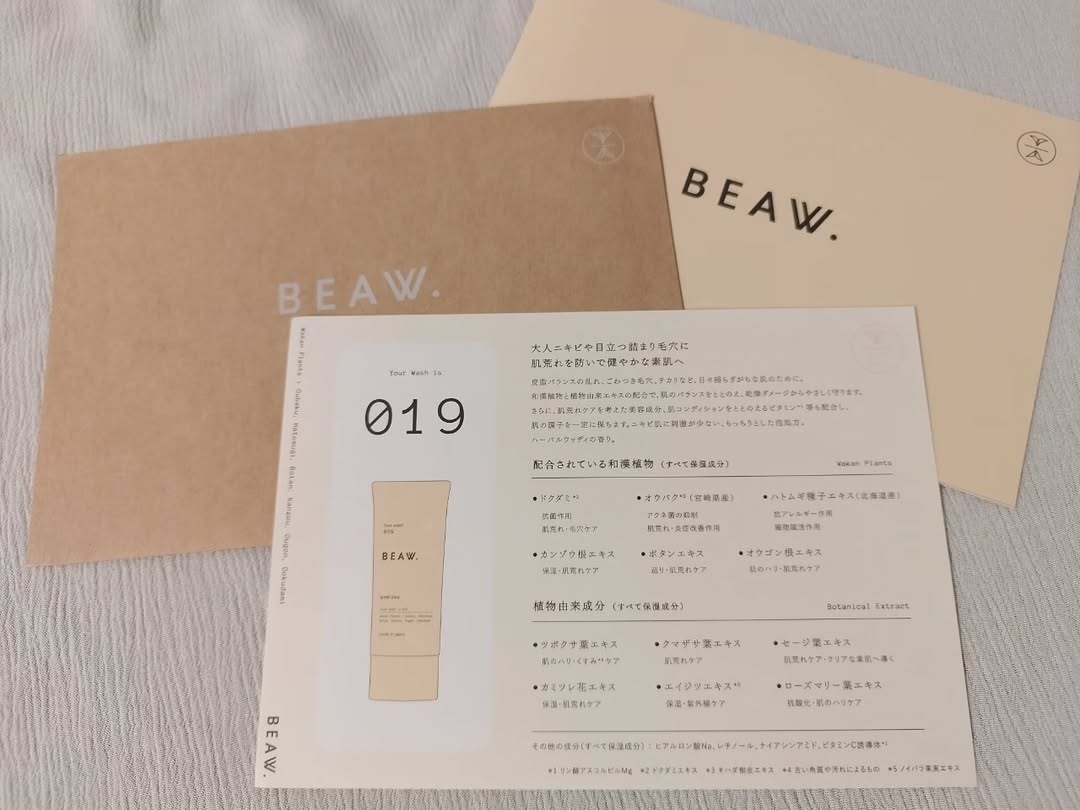 BEAW.
BEAW.
Wakan Plants : Oubaku, Hatomugi, Botan, Kanzou, Ougon, Dokudami
BEAW.
Your Wash is
019
Your wash
019
BEAW.
大人ニキビや目立つ詰まり毛穴に
肌荒れを防いで健やかな素肌へ
皮脂バランスの乱れ、ごわつき毛穴、テカリなど、日々揺らぎがちな肌のために。
和漢植物と植物由来エキスの配合で、肌のバランスをととのえ、乾燥ダメージからやさしく守ります。
さらに、肌荒れケアを考えた美容成分、肌コンディションをととのえるビタミン*1 等も配合し、
肌の調子を一定に保ちます。ニキビ肌に刺激が少ない、もっちりとした泡処方。
ハーバルウッディの香り。
配合されている和漢植物（すべて保湿成分） Wakan Plants
●ドクダミ*2 ●オウバク*3（宮崎県産） ●ハトムギ種子エキス（北海道産）
抗菌作用 アクネ菌の抑制 抗アレルギー作用
肌荒れ・毛穴ケア 肌荒れ・炎症改善作用 細胞賦活作用
●カンゾウ根エキス ●ボタンエキス ●オウゴン根エキス
保湿・肌荒れケア 巡り・肌荒れケア 肌のハリ・肌荒れケア
植物由来成分（すべて保湿成分） Botanical Extract
●ツボクサ葉エキス ●クマザサ葉エキス ●セージ葉エキス
肌のハリ・くすみ*4ケア 肌荒れケア 肌荒れケア・クリアな素肌へ導く
●カミツレ花エキス ●エイジツエキス*5 ●ローズマリー葉エキス
保湿・肌荒れケア 保湿・紫外線ケア 抗酸化・肌のハリケア
その他の成分（すべて保湿成分）：ヒアルロン酸Na、レチノール、ナイアシンアミド、ビタミンC誘導体*1
*1 リン酸アスコルビルMg *2 ドクダミエキス *3 キハダ樹皮エキス *4 古い角質や汚れによるもの *5 ノイバラ果実エキス